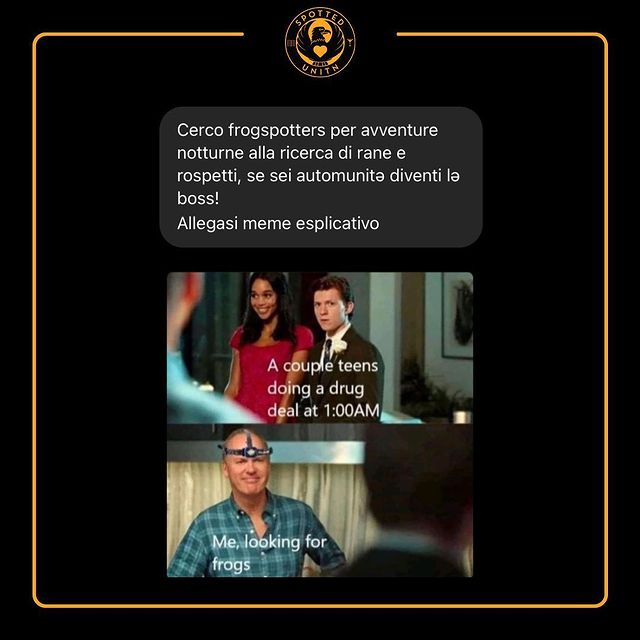 SPOTTED
UNITN
Cerco frogspotters per avventure
notturne alla ricerca di rane e
rospetti, se sei automunitə diventi lə
boss!
Allegasi meme esplicativo
A couple teens
doing a drug
deal at 1:00AM
Me, looking for
frogs